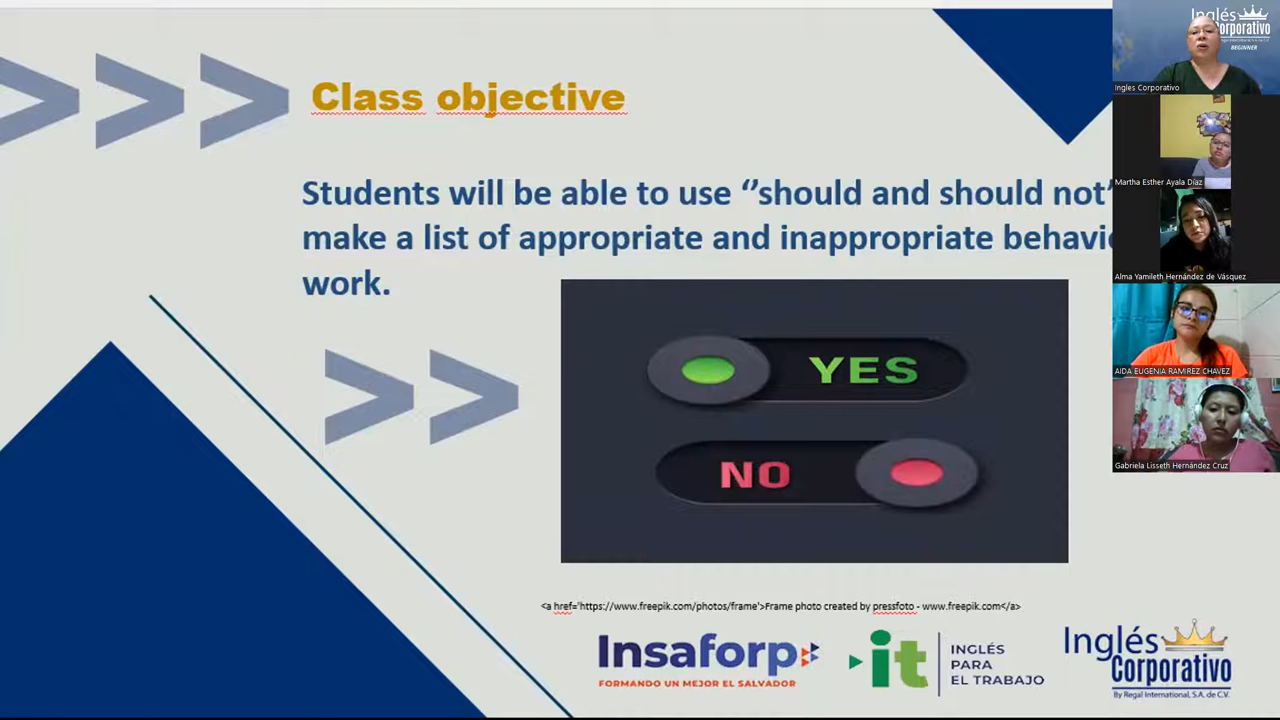 Class objective
Students will be able to use ‘’should and should not’
make a list of appropriate and inappropriate behavi
work.
YES
NO
<a href='https://www.freepik.com/photos/frame'>Frame photo created by pressfoto - www.freepik.com</a>
Insaforp
FORMANDO UN MEJOR EL SALVADOR
it
INGLÉS
PARA
EL TRABAJO
Inglés
Corporativo
By Regal International, S.A. de C.V.
Inglés
Corporativo
BEGINNER
Ingles Corporativo
Martha Esther Ayala Díaz
Alma Yamileth Hernández de Vásquez
AIDA EUGENIA RAMIREZ CHAVEZ
Gabriela Lisseth Hernández Cruz